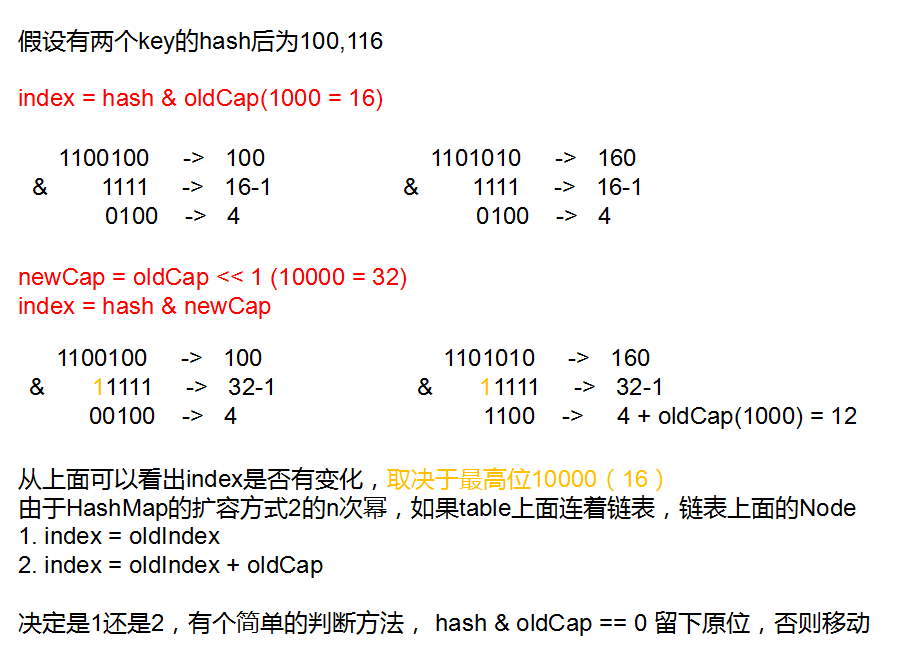 假设有两个key的hash后为100,116
index = hash & oldCap(1000 = 16)
1100100 -> 100 1101010 -> 160
& 1111 -> 16-1 & 1111 -> 16-1
0100 -> 4 0100 -> 4
newCap = oldCap << 1 (10000 = 32)
index = hash & newCap
1100100 -> 100 1101010 -> 160
& 11111 -> 32-1 & 11111 -> 32-1
00100 -> 4 1100 -> 4 + oldCap(1000) = 12
从上面可以看出index是否有变化，取决于最高位10000（16）
由于HashMap的扩容方式2的n次幂，如果table上面连着链表，链表上面的Node
1. index = oldIndex
2. index = oldIndex + oldCap
决定是1还是2，有个简单的判断方法， hash & oldCap == 0 留下原位，否则移动